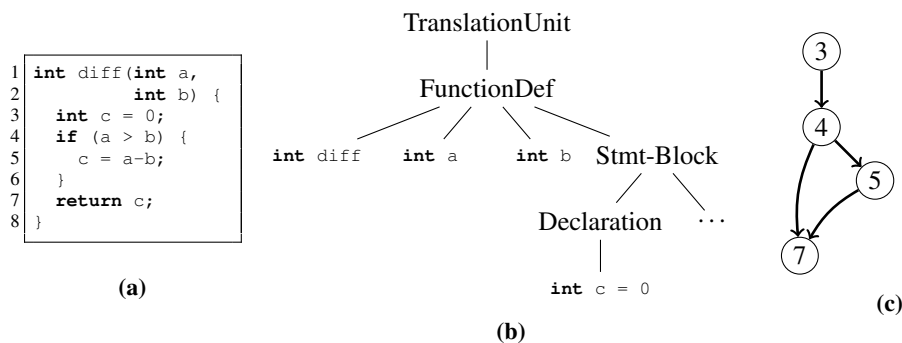 1 int diff(int a,
2 int b) {
3 int c = 0;
4 if (a > b) {
5 c = a-b;
6 }
7 return c;
8 }
(a)
TranslationUnit
FunctionDef
int diff int a int b Stmt-Block
Declaration ...
int c = 0
(b)
3
4
5
7
(c)